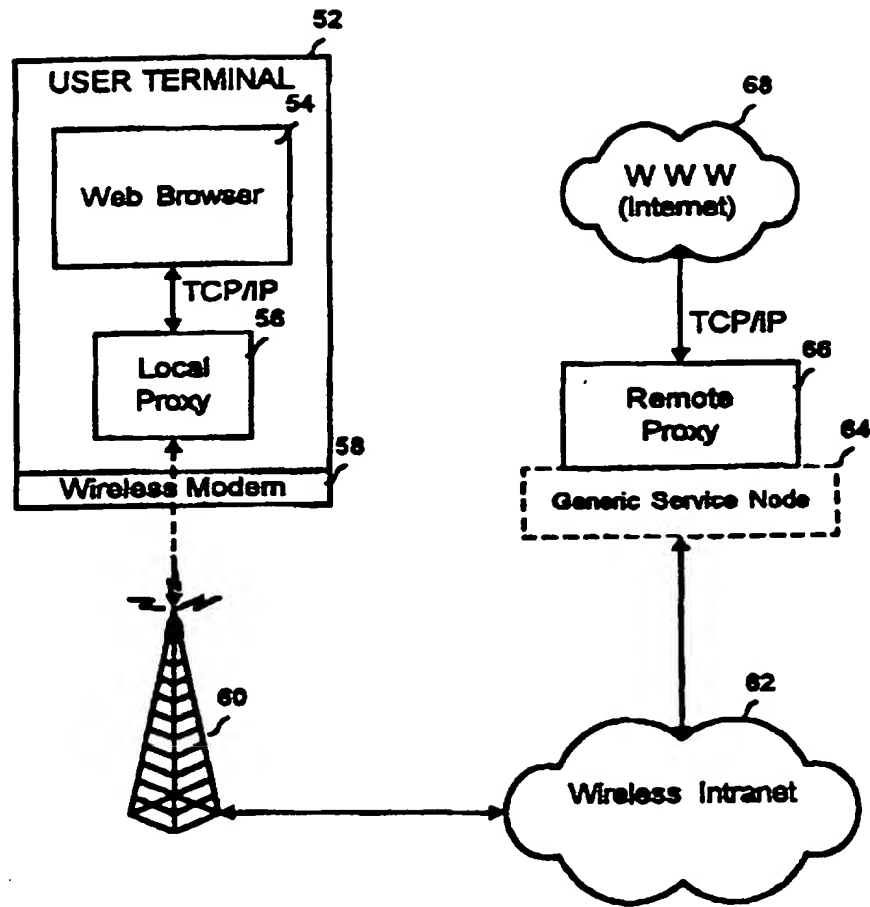 52
USER TERMINAL
54
Web Browser
TCP/IP
56
Local
Proxy
58
Wireless Modem
60
68
W W W
(Internet)
TCP/IP
66
Remote
Proxy
64
Generic Service Node
62
Wireless Intranet